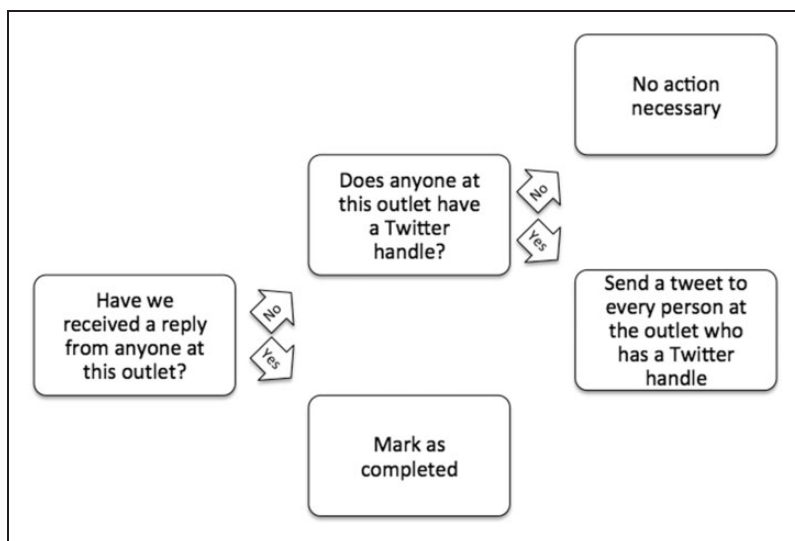 Have we
received a reply
from anyone at
this outlet?
No
Yes
Does anyone at
this outlet have
a Twitter
handle?
No
Yes
Mark as
completed
No action
necessary
Send a tweet to
every person at
the outlet who
has a Twitter
handle